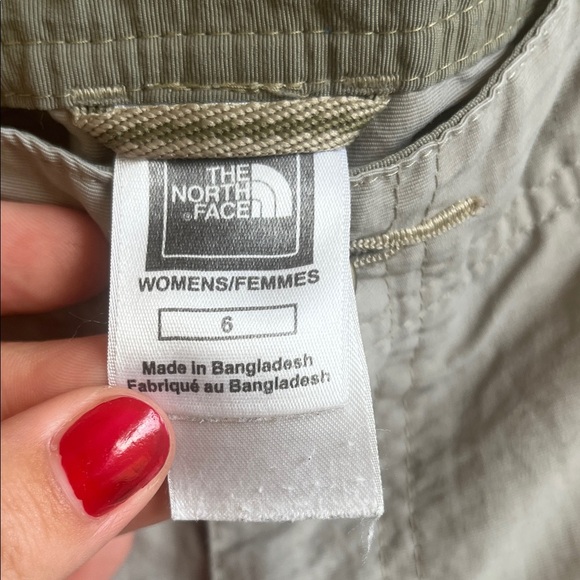 THE
NORTH
FACE
WOMENS/FEMMES
6
Made in Bangladesh
Fabriqué au Bangladesh